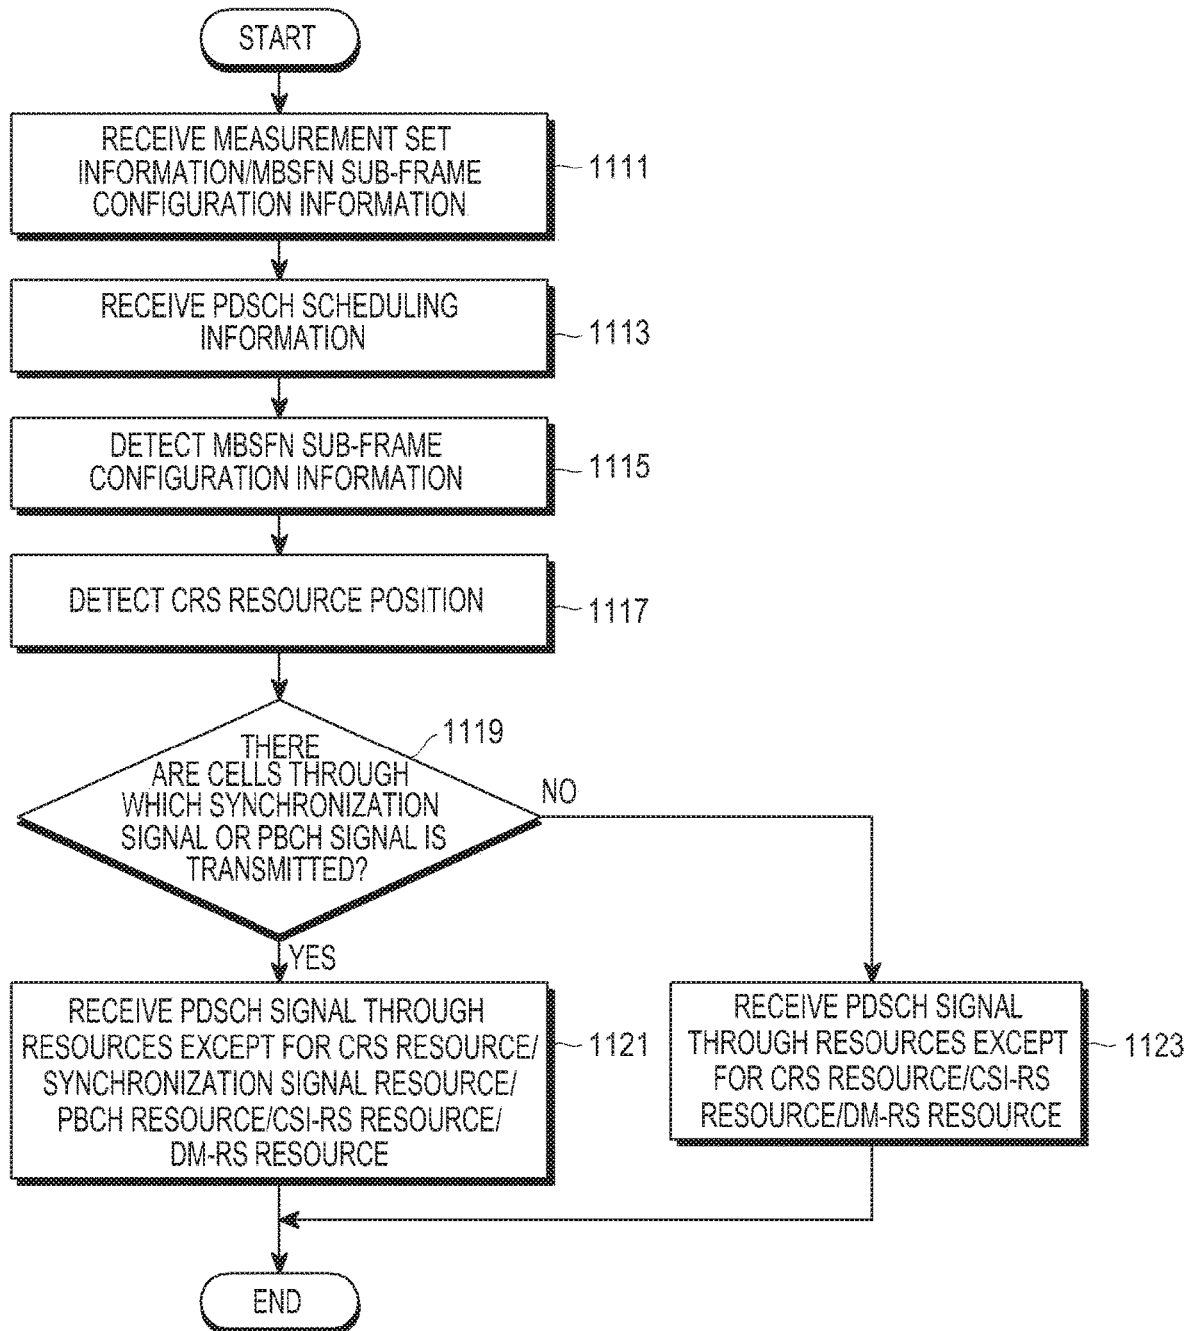 START
RECEIVE MEASUREMENT SET
INFORMATION/MBSFN SUB-FRAME
CONFIGURATION INFORMATION
1111
RECEIVE PDSCH SCHEDULING
INFORMATION
1113
DETECT MBSFN SUB-FRAME
CONFIGURATION INFORMATION
1115
DETECT CRS RESOURCE POSITION
1117
1119
THERE
ARE CELLS THROUGH
WHICH SYNCHRONIZATION
SIGNAL OR PBCH SIGNAL IS
TRANSMITTED?
NO
YES
RECEIVE PDSCH SIGNAL THROUGH
RESOURCES EXCEPT FOR CRS RESOURCE/
SYNCHRONIZATION SIGNAL RESOURCE/
PBCH RESOURCE/CSI-RS RESOURCE/
DM-RS RESOURCE
1121
RECEIVE PDSCH SIGNAL
THROUGH RESOURCES EXCEPT
FOR CRS RESOURCE/CSI-RS
RESOURCE/DM-RS RESOURCE
1123
END